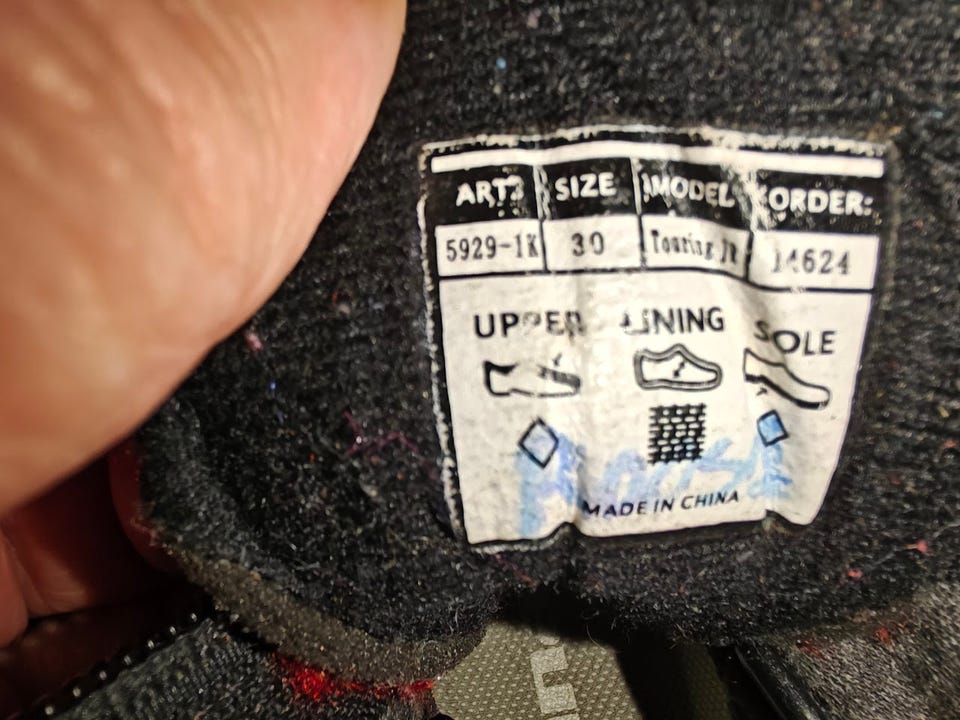 ART: SIZE MODEL ORDER:
5929-1K 30 Touring JR 14624
UPPER LINING SOLE
MADE IN CHINA